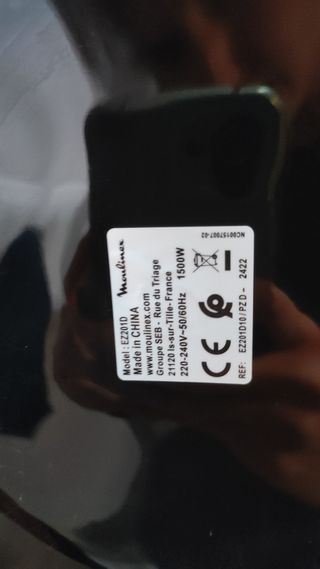 Moulinex
Model : EZ201D
Made in CHINA
www.moulinex.com
Groupe SEB - Rue du Triage
21120 Is-sur-Tille- France
220-240V~50/60Hz 1500W
CE
REF: EZ201D10 / PZ D - 2422
NC00157007-02